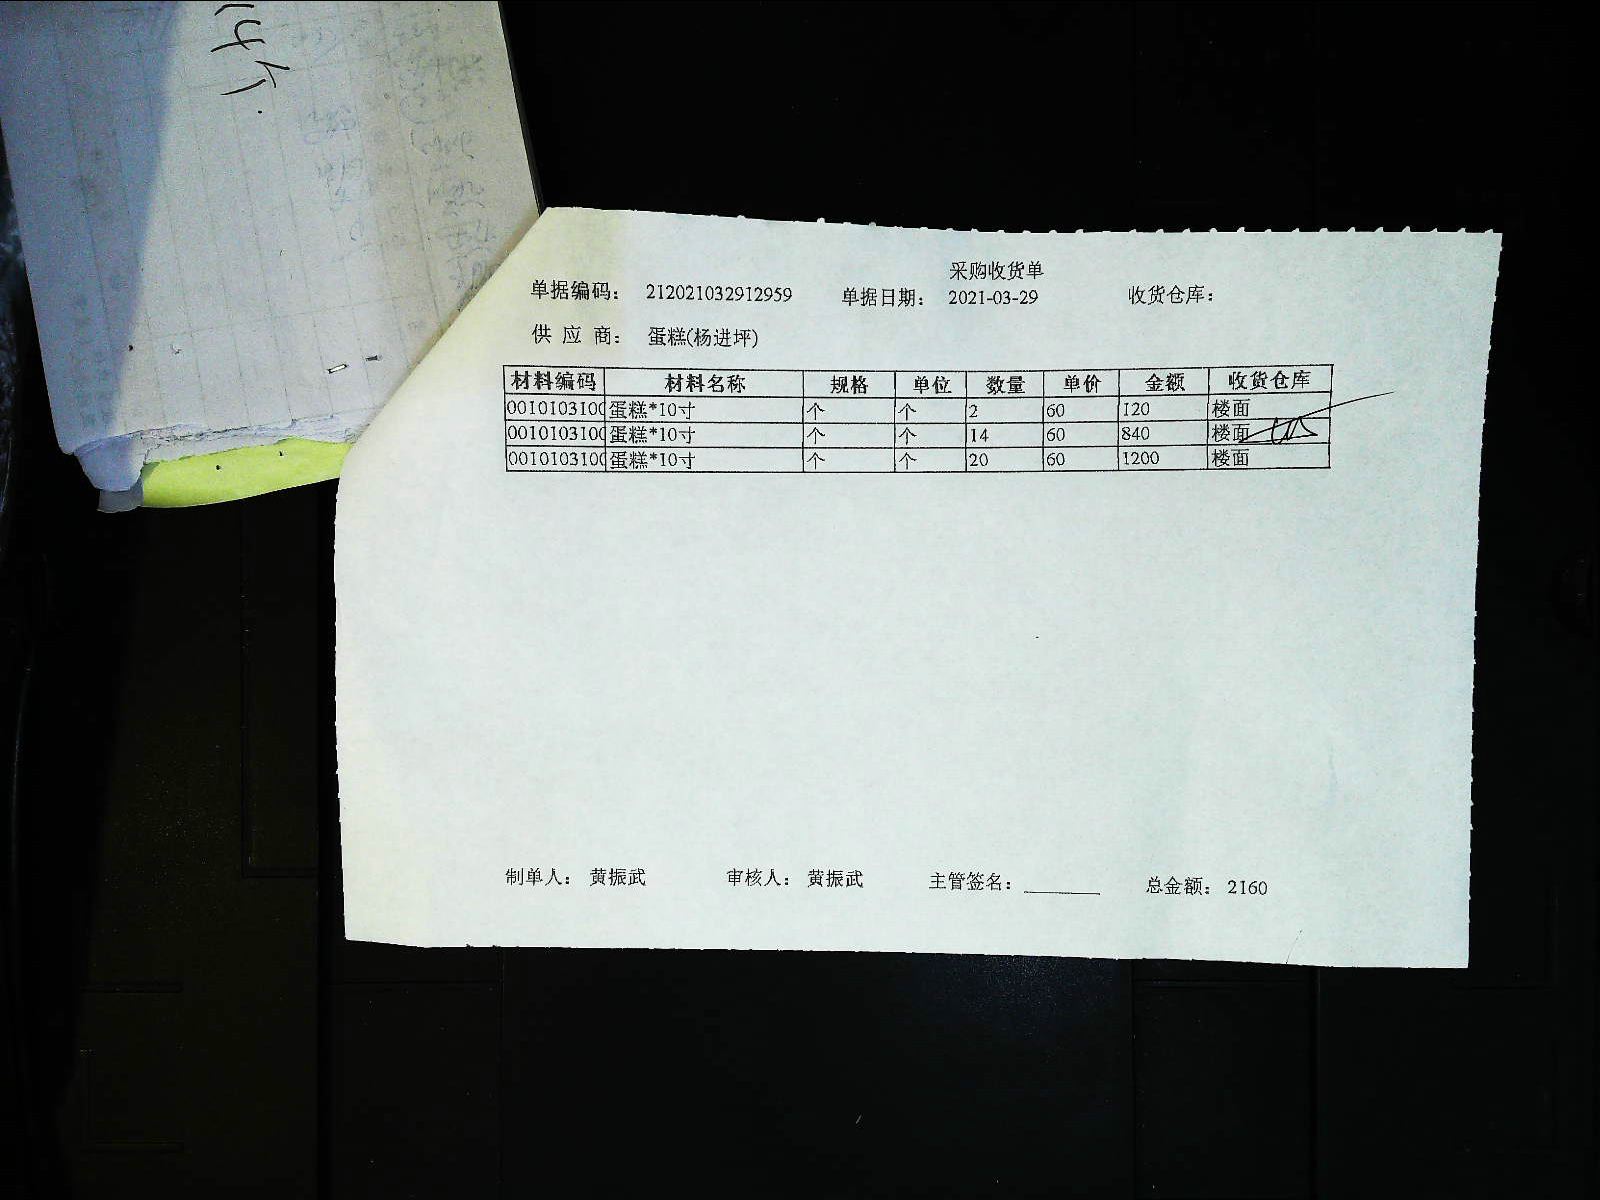 14个.
采购收货单
单据编码： 212021032912959 单据日期： 2021-03-29 收货仓库：
供应商： 蛋糕(杨进坪)
材料编码 材料名称 规格 单位 数量 单价 金额 收货仓库
0010103100 蛋糕*10寸 个 个 2 60 120 楼面
0010103100 蛋糕*10寸 个 个 14 60 840 楼面
0010103100 蛋糕*10寸 个 个 20 60 1200 楼面
制单人： 黄振武 审核人： 黄振武 主管签名： 总金额： 2160